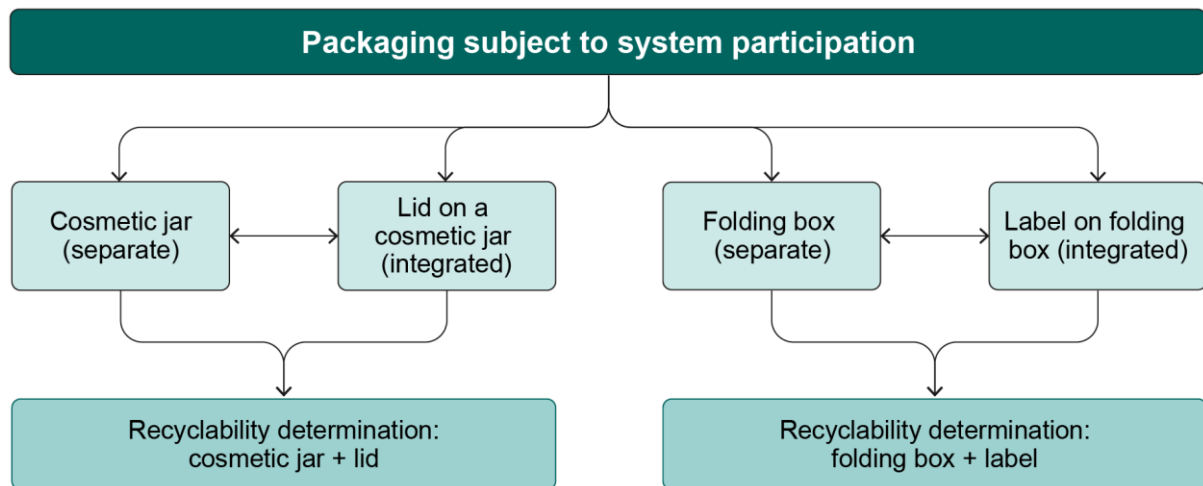 Packaging subject to system participation
Cosmetic jar
(separate)
Lid on a
cosmetic jar
(integrated)
Folding box
(separate)
Label on folding
box (integrated)
Recyclability determination:
cosmetic jar + lid
Recyclability determination:
folding box + label